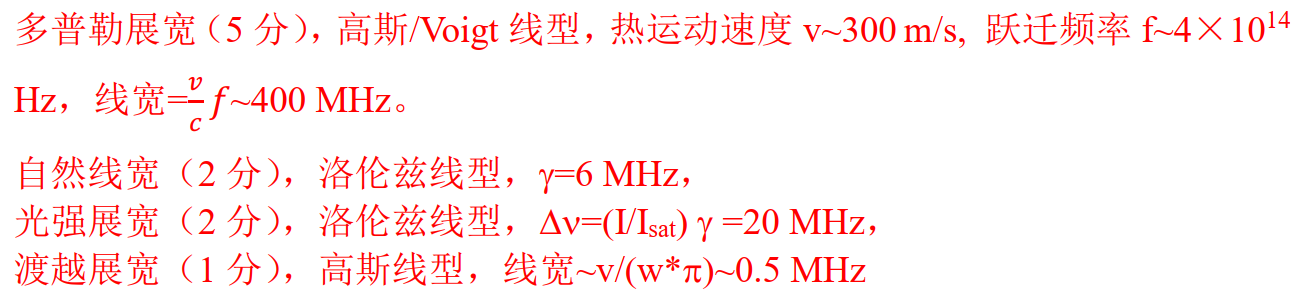 多普勒展宽（5 分），高斯/Voigt 线型，热运动速度 v~300 m/s, 跃迁频率 f~4×10¹⁴
Hz，线宽=v/c f~400 MHz。
自然线宽（2 分），洛伦兹线型，γ=6 MHz，
光强展宽（2 分），洛伦兹线型，Δν=(I/Isat) γ =20 MHz，
渡越展宽（1 分），高斯线型，线宽~v/(w*π)~0.5 MHz